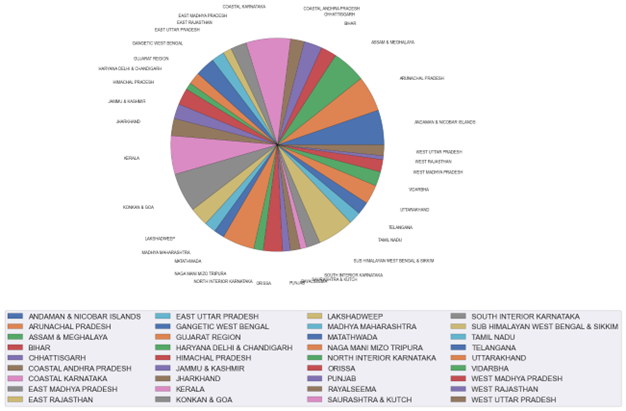 COASTAL KARNATAKA
COASTAL ANDHRA PRADESH
CHHATTISGARH
EAST MADHYA PRADESH
EAST RAJASTHAN
BIHAR
EAST UTTAR PRADESH
GANGETIC WEST BENGAL
ASSAM & MEGHALAYA
GUJARAT REGION
HARYANA DELHI & CHANDIGARH
ARUNACHAL PRADESH
HIMACHAL PRADESH
JAMMU & KASHMIR
JHARKHAND
ANDAMAN & NICOBAR ISLANDS
WEST UTTAR PRADESH
KERALA
WEST RAJASTHAN
WEST MADHYA PRADESH
VIDARBHA
KONKAN & GOA
UTTARAKHAND
TELANGANA
LAKSHADWEEP
TAMIL NADU
MADHYA MAHARASHTRA
MATATHWADA
SUB HIMALAYAN WEST BENGAL & SIKKIM
NAGA MANI MIZO TRIPURA
SOUTH INTERIOR KARNATAKA
NORTH INTERIOR KARNATAKA
ORISSA
PUNJAB
RAYALSEEMA
SAURASHTRA & KUTCH
ANDAMAN & NICOBAR ISLANDS
ARUNACHAL PRADESH
ASSAM & MEGHALAYA
BIHAR
CHHATTISGARH
COASTAL ANDHRA PRADESH
COASTAL KARNATAKA
EAST MADHYA PRADESH
EAST RAJASTHAN
EAST UTTAR PRADESH
GANGETIC WEST BENGAL
GUJARAT REGION
HARYANA DELHI & CHANDIGARH
HIMACHAL PRADESH
JAMMU & KASHMIR
JHARKHAND
KERALA
KONKAN & GOA
LAKSHADWEEP
MADHYA MAHARASHTRA
MATATHWADA
NAGA MANI MIZO TRIPURA
NORTH INTERIOR KARNATAKA
ORISSA
PUNJAB
RAYALSEEMA
SAURASHTRA & KUTCH
SOUTH INTERIOR KARNATAKA
SUB HIMALAYAN WEST BENGAL & SIKKIM
TAMIL NADU
TELANGANA
UTTARAKHAND
VIDARBHA
WEST MADHYA PRADESH
WEST RAJASTHAN
WEST UTTAR PRADESH